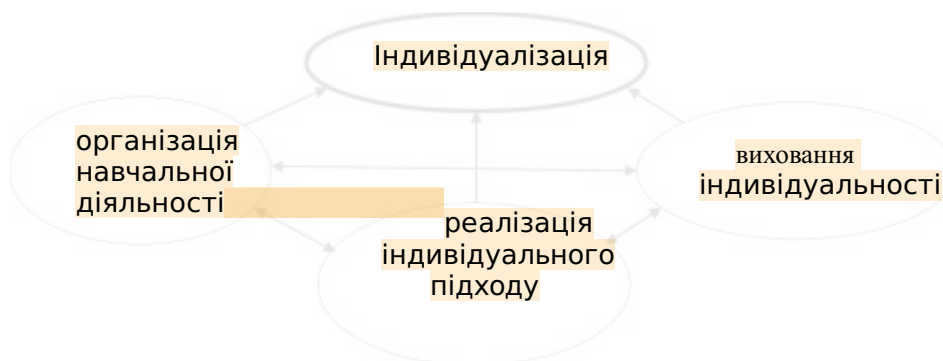 Індивідуалізація
організація
навчальної
діяльності
виховання
індивідуальності
реалізація
індивідуального
підходу